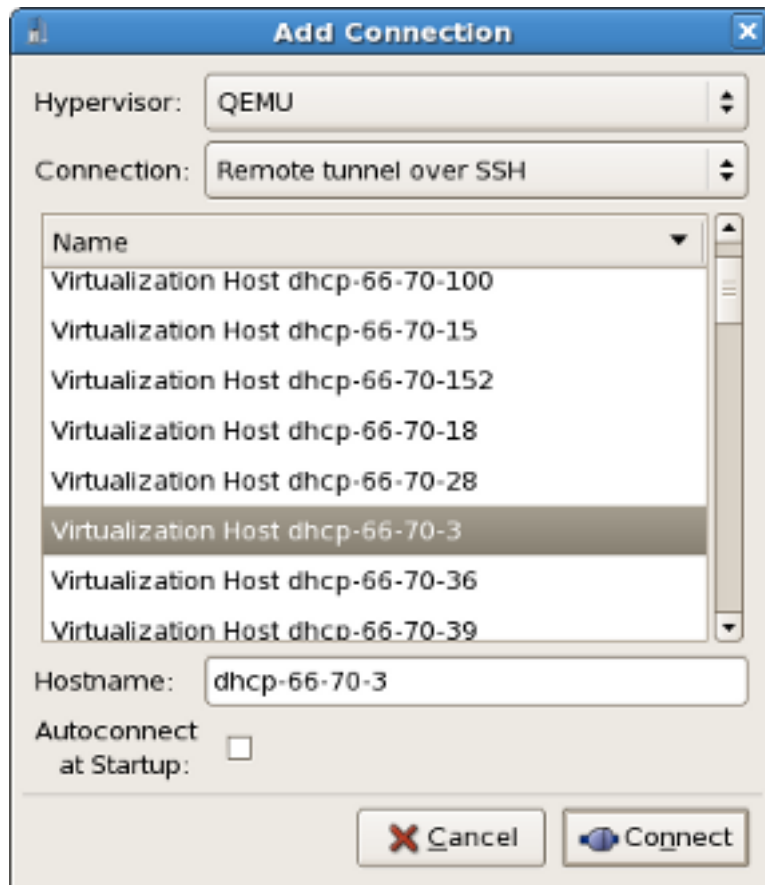 Add Connection
Hypervisor: QEMU
Connection: Remote tunnel over SSH
Name
Virtualization Host dhcp-66-70-100
Virtualization Host dhcp-66-70-15
Virtualization Host dhcp-66-70-152
Virtualization Host dhcp-66-70-18
Virtualization Host dhcp-66-70-28
Virtualization Host dhcp-66-70-3
Virtualization Host dhcp-66-70-36
Virtualization Host dhcp-66-70-39
Hostname: dhcp-66-70-3
Autoconnect
at Startup:
Cancel Connect